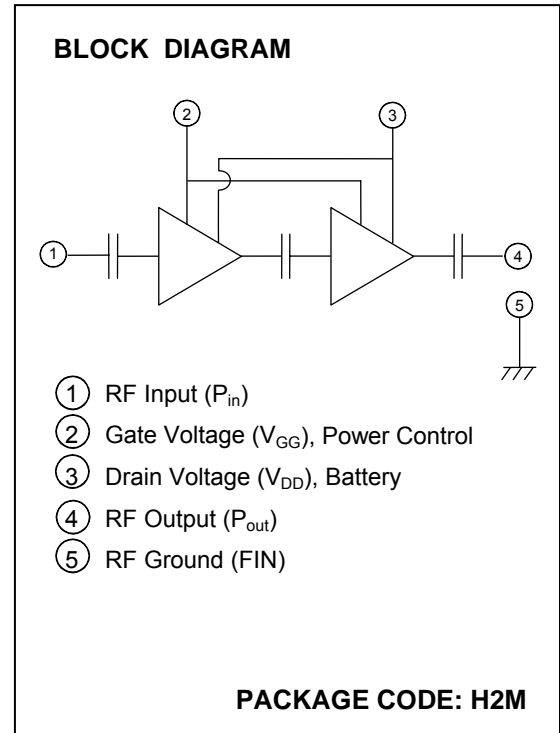 BLOCK DIAGRAM
2
3
1
4
5
1 RF Input (Pin)
2 Gate Voltage (VGG), Power Control
3 Drain Voltage (VDD), Battery
4 RF Output (Pout)
5 RF Ground (FIN)
PACKAGE CODE: H2M